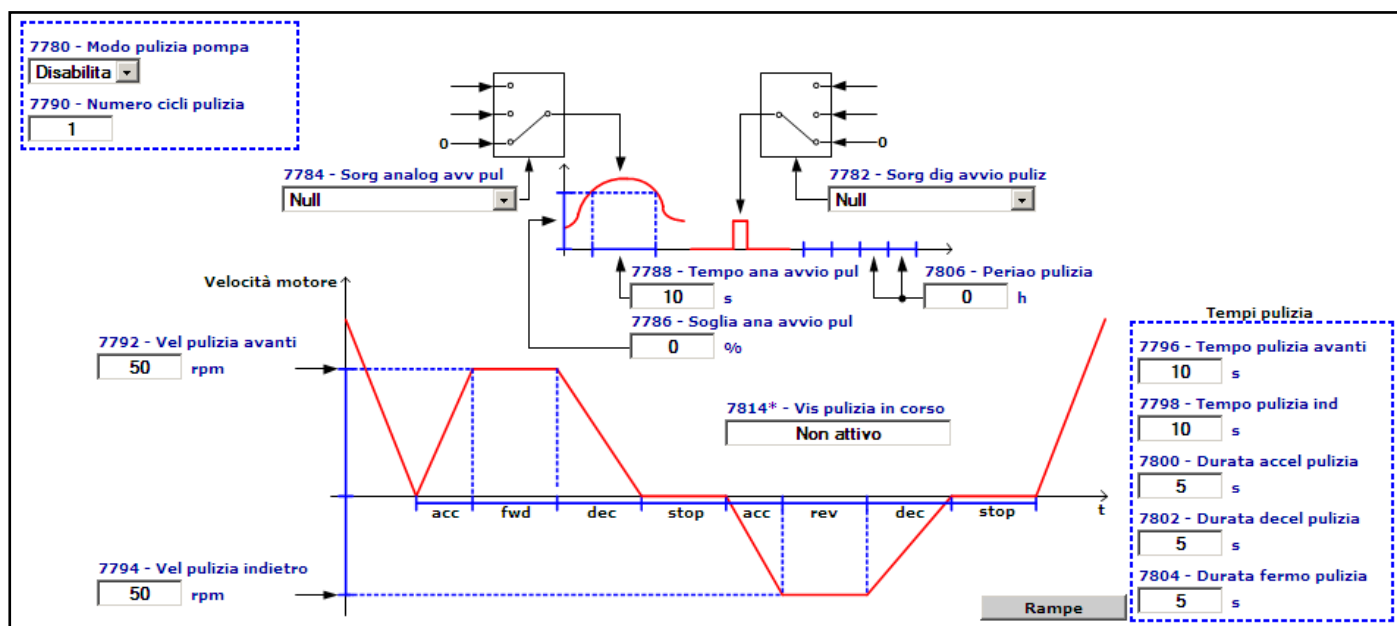 7780 - Modo pulizia pompa
Disabilita
7790 - Numero cicli pulizia
1
0
0
7784 - Sorg analog avv pul
Null
7782 - Sorg dig avvio puliz
Null
7788 - Tempo ana avvio pul
10 s
7806 - Periao pulizia
0 h
7786 - Soglia ana avvio pul
0 %
Velocità motore
7792 - Vel pulizia avanti
50 rpm
7814* - Vis pulizia in corso
Non attivo
acc fwd dec stop acc rev dec stop t
7794 - Vel pulizia indietro
50 rpm
Rampe
Tempi pulizia
7796 - Tempo pulizia avanti
10 s
7798 - Tempo pulizia ind
10 s
7800 - Durata accel pulizia
5 s
7802 - Durata decel pulizia
5 s
7804 - Durata fermo pulizia
5 s